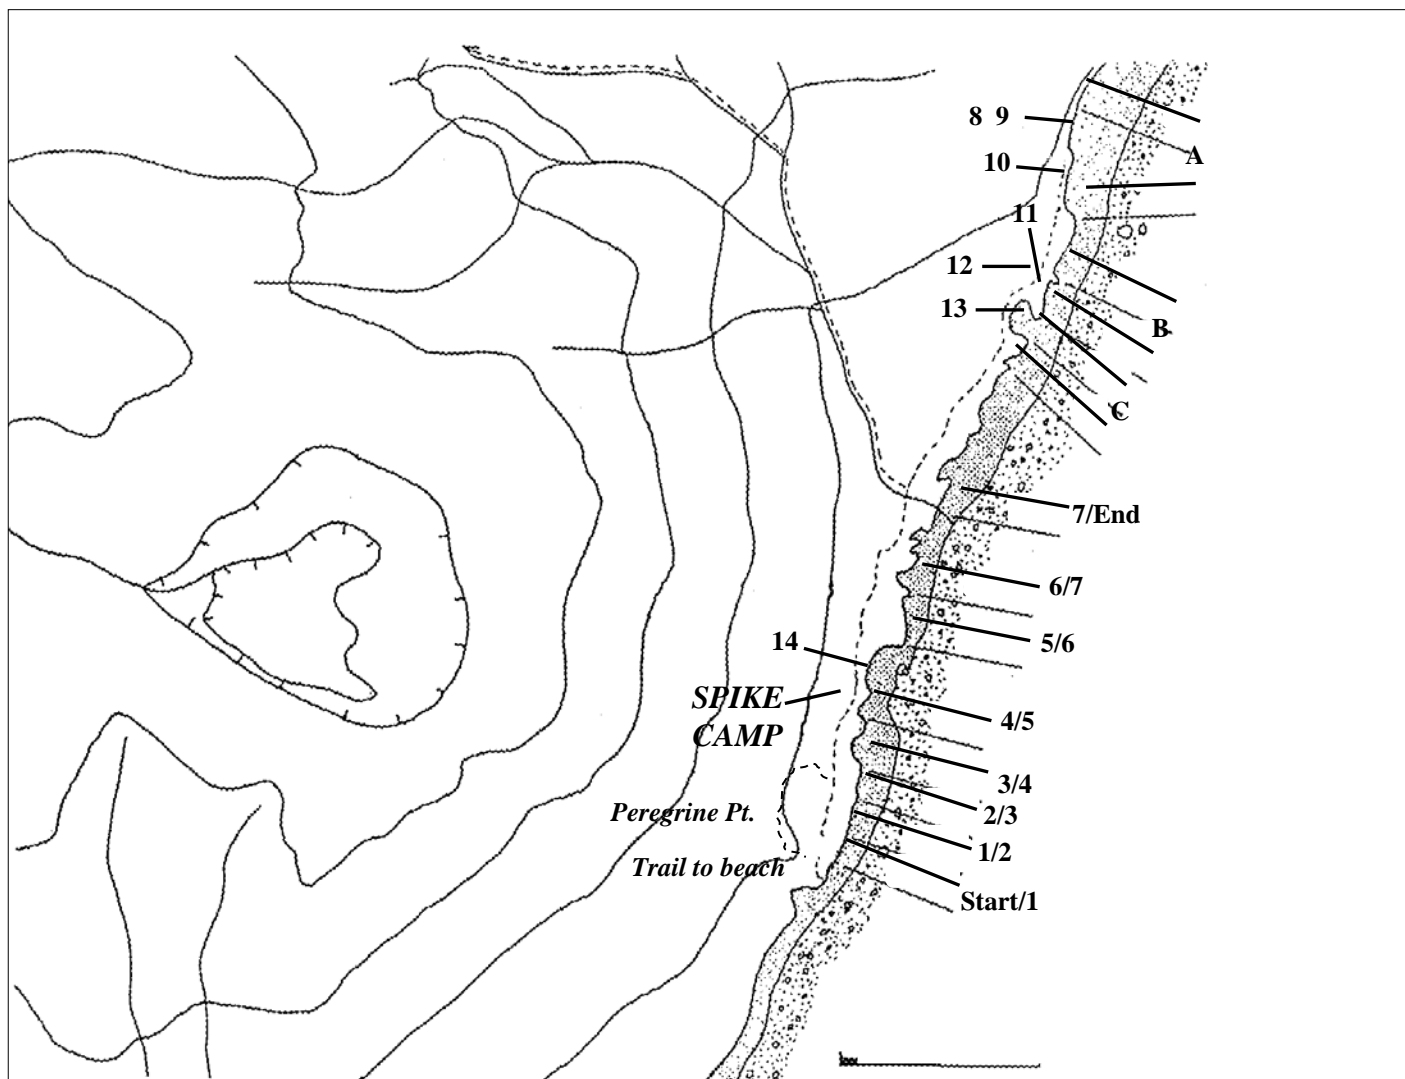 8 9
A
10
11
12
13
B
C
7/End
6/7
5/6
14
SPIKE
CAMP
4/5
3/4
2/3
Peregrine Pt.
1/2
Trail to beach
Start/1